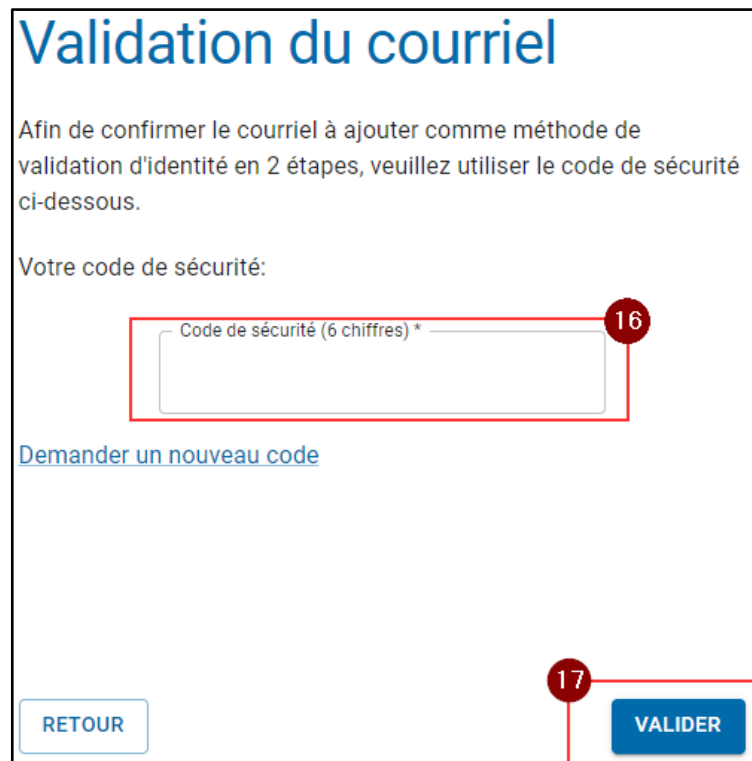 Validation du courriel
Afin de confirmer le courriel à ajouter comme méthode de
validation d'identité en 2 étapes, veuillez utiliser le code de sécurité
ci-dessous.
Votre code de sécurité:
16
Code de sécurité (6 chiffres) *
Demander un nouveau code
17
RETOUR
VALIDER